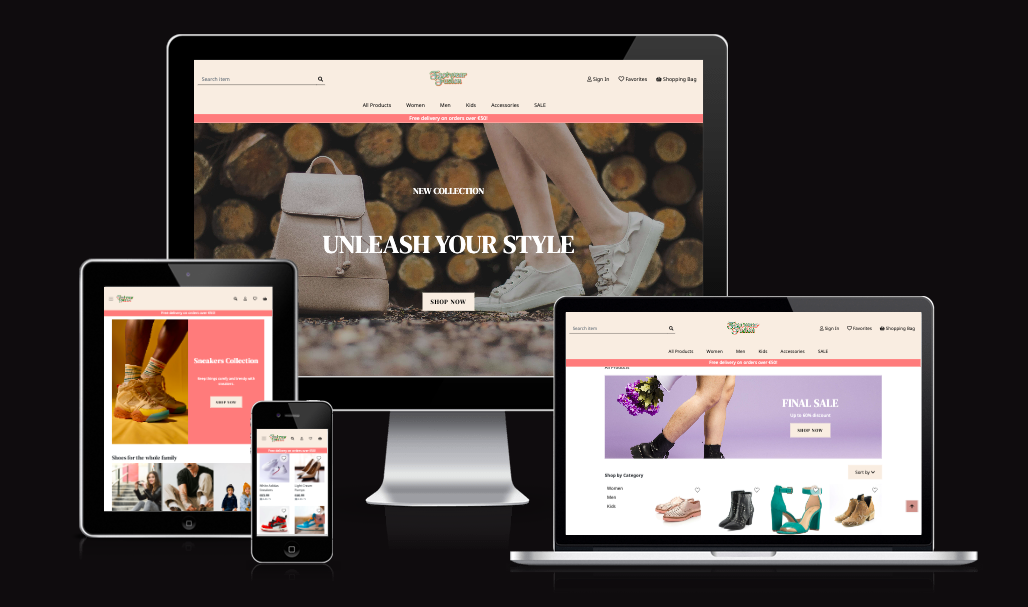 Search item
Footwear
Fusion
Sign In Favorites Shopping Bag
All Products Women Men Kids Accessories SALE
Free delivery on orders over €50!
NEW COLLECTION
UNLEASH YOUR STYLE
SHOP NOW
Free delivery on orders over €50!
Sneakers Collection
SHOP NOW
Shoes for the whole family
Free delivery on orders over €50!
Search item
Sign In Favorites Shopping Bag
All Products Women Men Kids Accessories SALE
Free delivery on orders over €50!
All Products
FINAL SALE
Up to 60% discount
SHOP NOW
Shop by Category
Sort by
Women
Men
Kids